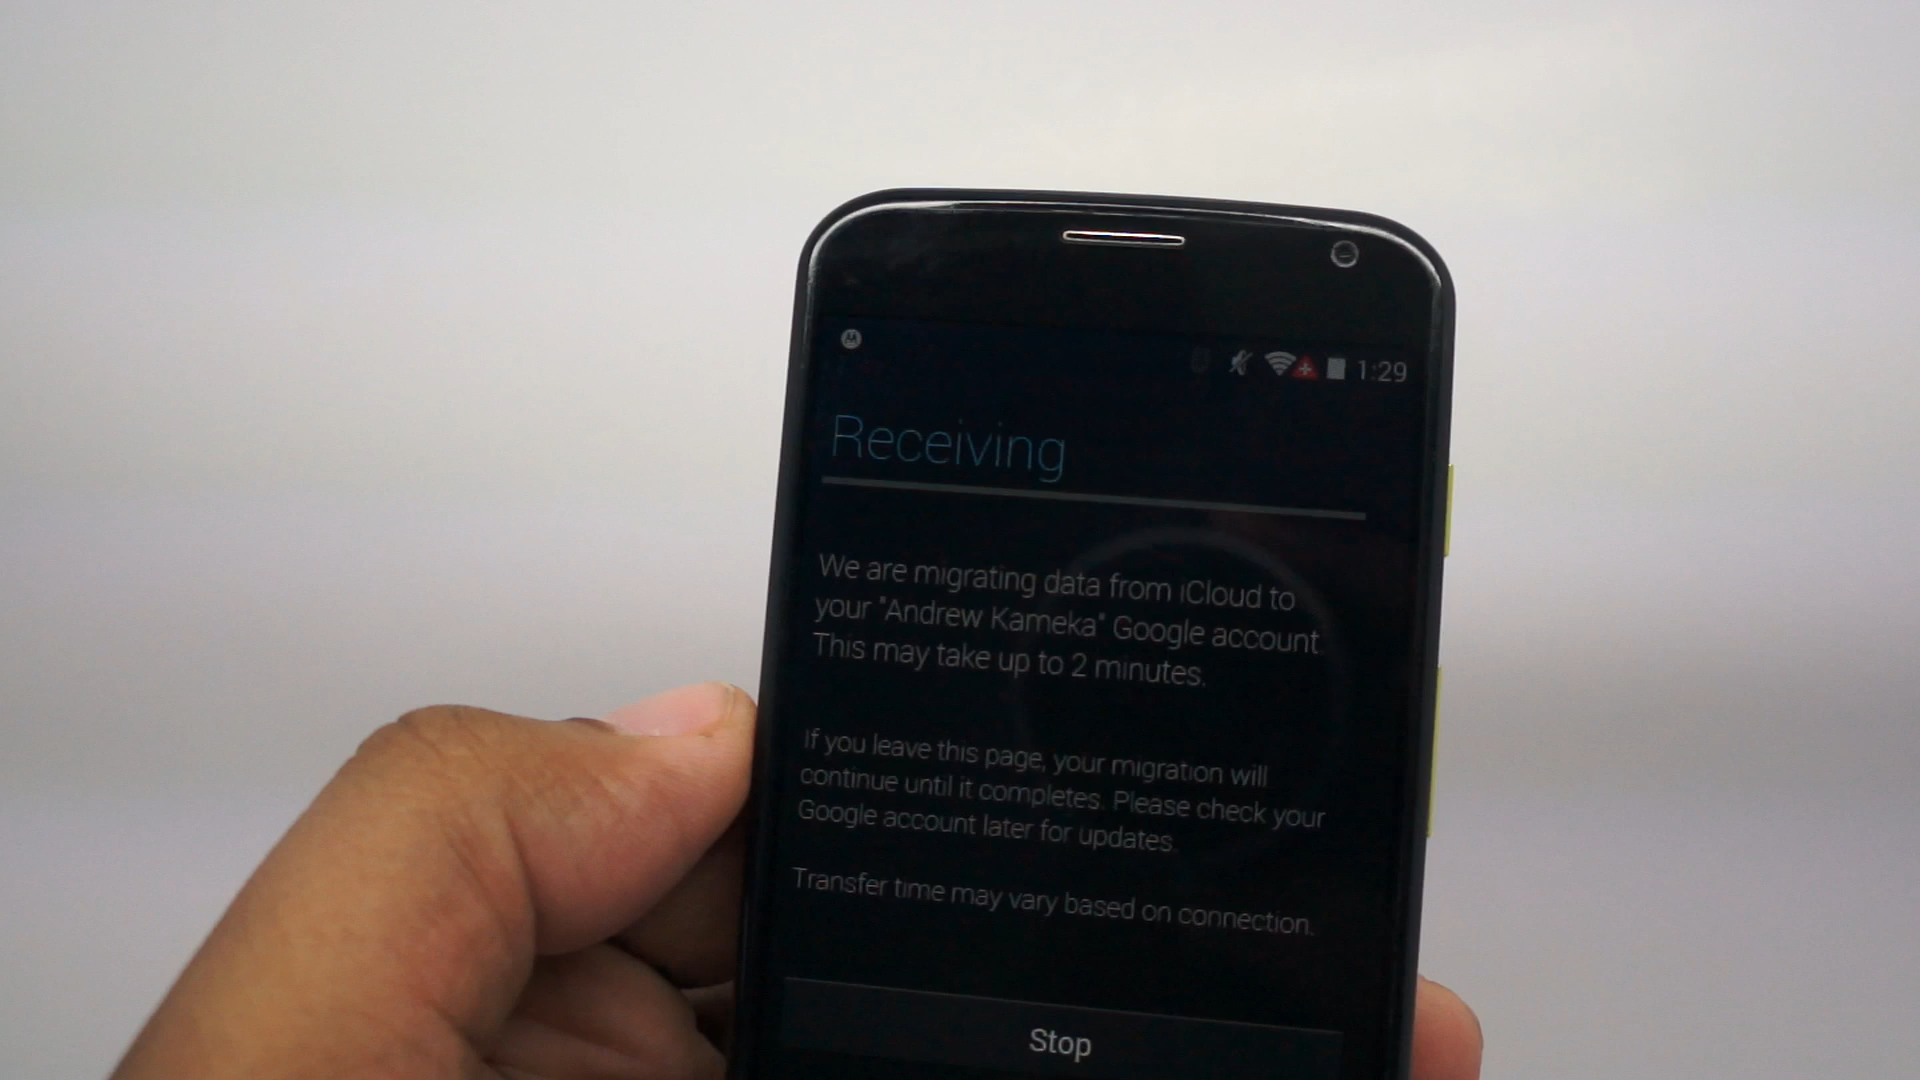 1:29
Receiving
We are migrating data from iCloud to
your "Andrew Kameka" Google account.
This may take up to 2 minutes.
If you leave this page, your migration will
continue until it completes. Please check your
Google account later for updates.
Transfer time may vary based on connection.
Stop